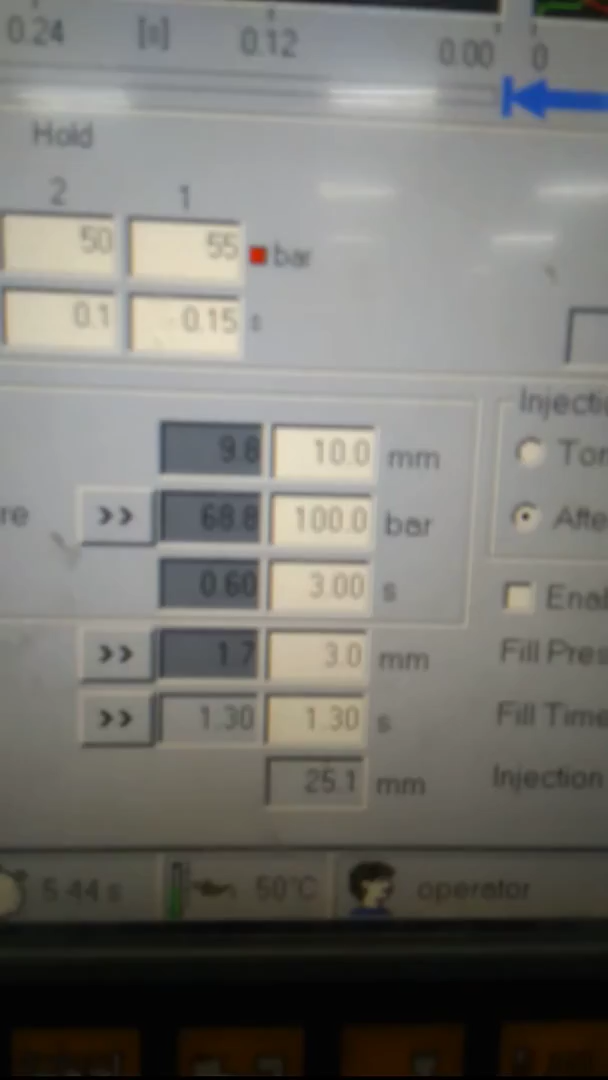 0.24 [s] 0.12 0.00 0
Hold
2 1
50 55 bar
0.1 0.15 s
Injecti
9.8 10.0 mm
Tor
re >> 68.8 100.0 bar
Afte
0.60 3.00 s
Enal
>> 1.7 3.0 mm Fill Pres
>> 1.30 1.30 s Fill Time
25.1 mm Injection
5.44 s 50°C operator